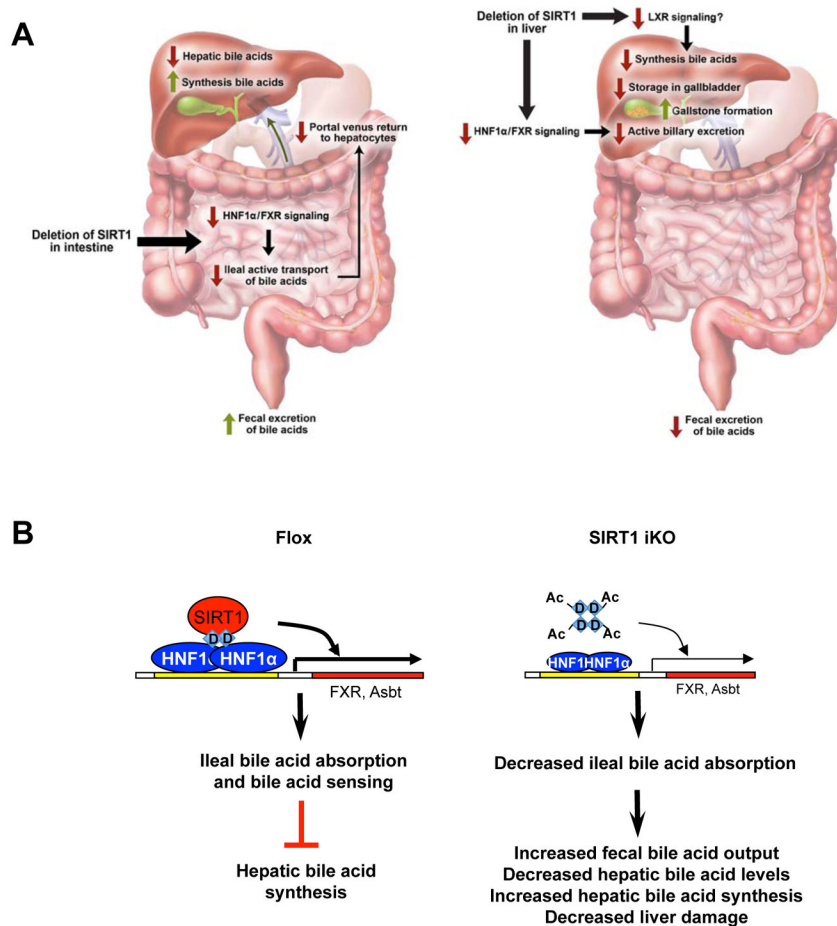 A
Hepatic bile acids
Synthesis bile acids
Portal venus return
to hepatocytes
HNF1α/FXR signaling
Deletion of SIRT1
in intestine
Ileal active transport
of bile acids
Fecal excretion
of bile acids
Deletion of SIRT1
in liver
LXR signaling?
Synthesis bile acids
Storage in gallbladder
Gallstone formation
HNF1α/FXR signaling
Active billary excretion
Fecal excretion
of bile acids
B
Flox
SIRT1
D D
HNF1 HNF1α
FXR, Asbt
Ileal bile acid absorption
and bile acid sensing
Hepatic bile acid
synthesis
SIRT1 iKO
Ac Ac
D D
D D
Ac Ac
HNF1 HNF1α
FXR, Asbt
Decreased ileal bile acid absorption
Increased fecal bile acid output
Decreased hepatic bile acid levels
Increased hepatic bile acid synthesis
Decreased liver damage